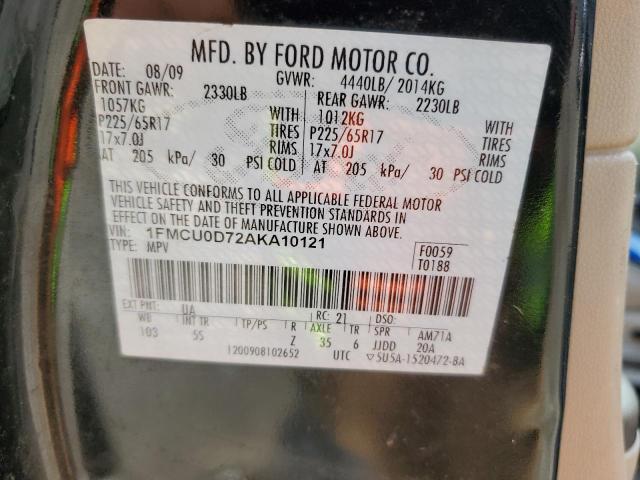 MFD. BY FORD MOTOR CO.
DATE: 08/09 GVWR: 4440LB/ 2014KG
FRONT GAWR: 2330LB REAR GAWR: 2230LB
1057KG WITH 1012KG WITH
P225/65R17 TIRES P225/65R17 TIRES
17x7.0J RIMS 17x7.0J RIMS
AT 205 kPa/ 30 PSI COLD AT 205 kPa/ 30 PSI COLD
THIS VEHICLE CONFORMS TO ALL APPLICABLE FEDERAL MOTOR
VEHICLE SAFETY AND THEFT PREVENTION STANDARDS IN
EFFECT ON THE DATE OF MANUFACTURE SHOWN ABOVE.
VIN: 1FMCU0D72AKA10121
TYPE: MPV F0059
T0188
EXT PNT: UA RC: 21 DSO:
WB INT TR TP/PS R AXLE TR SPR AM71A
103 5S Z 35 6 JJDD 20A
1200908102652 UTC ▽5U5A-1520472-BA